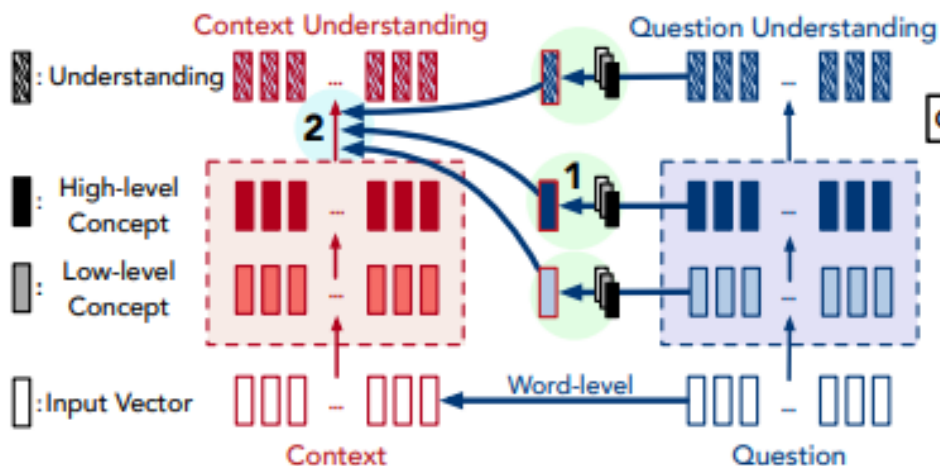 Context Understanding
Question Understanding
: Understanding
...
...
2
1
: High-level
Concept
...
...
: Low-level
Concept
...
...
:Input Vector
...
Word-level
...
Context
Question